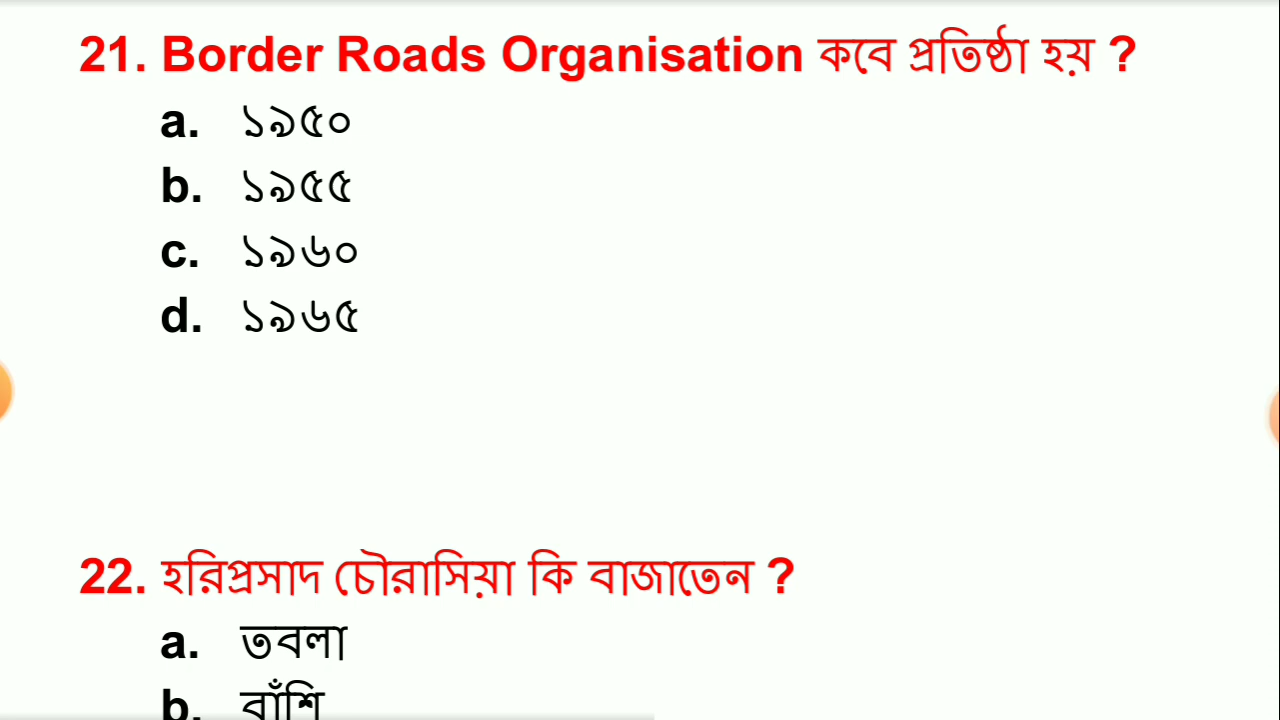 21. Border Roads Organisation কবে প্রতিষ্ঠা হয় ?
a. ১৯৫০
b. ১৯৫৫
c. ১৯৬০
d. ১৯৬৫
22. হরিপ্রসাদ চৌরাসিয়া কি বাজাতেন ?
a. তবলা
b. বাঁশি